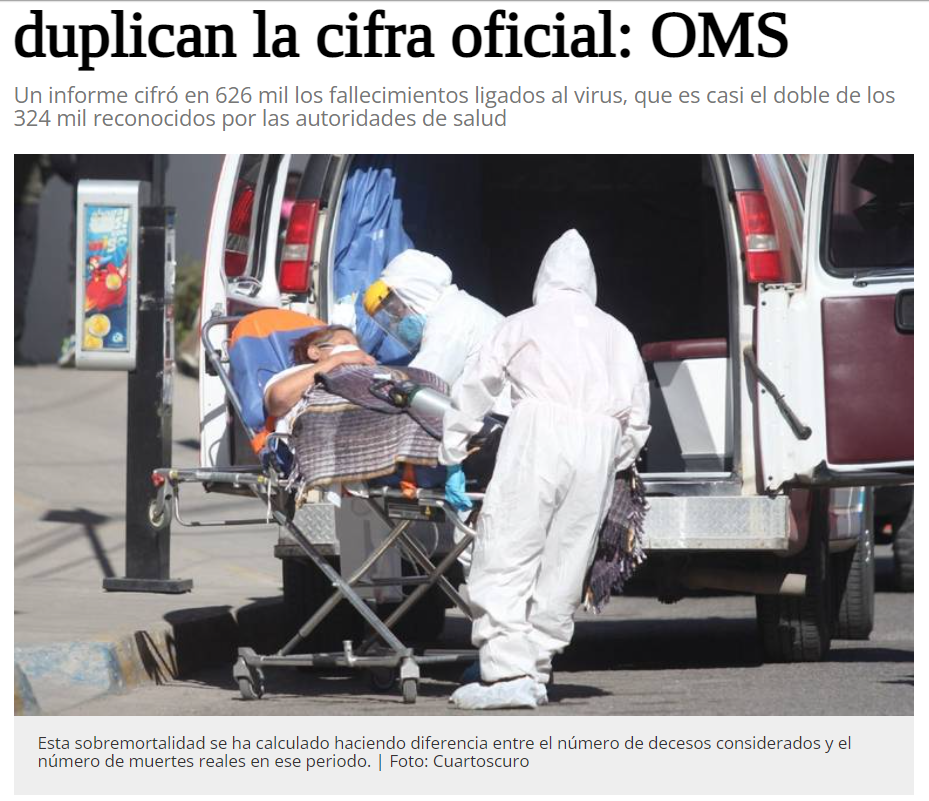 duplican la cifra oficial: OMS
Un informe cifró en 626 mil los fallecimientos ligados al virus, que es casi el doble de los
324 mil reconocidos por las autoridades de salud
Esta sobremortalidad se ha calculado haciendo diferencia entre el número de decesos considerados y el
número de muertes reales en ese periodo. | Foto: Cuartoscuro